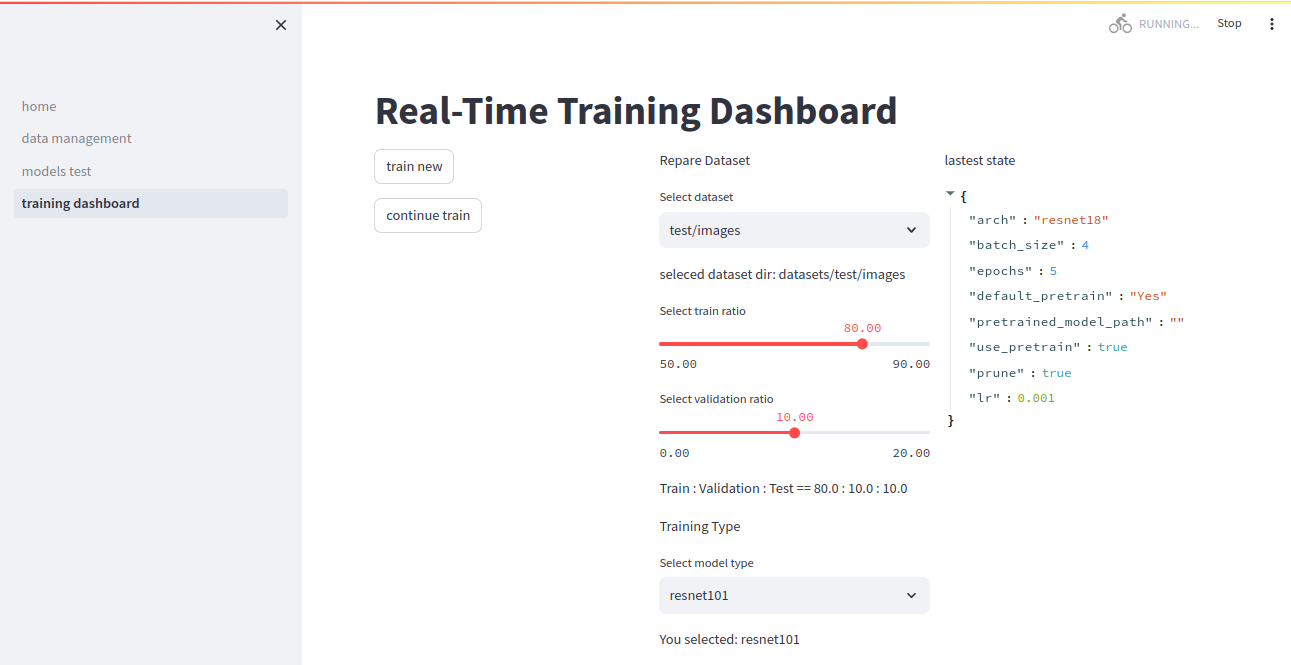 RUNNING...
Stop
home
data management
models test
training dashboard
Real-Time Training Dashboard
train new
continue train
Repare Dataset
Select dataset
test/images
seleced dataset dir: datasets/test/images
Select train ratio
80.00
50.00 90.00
Select validation ratio
10.00
0.00 20.00
Train : Validation : Test == 80.0 : 10.0 : 10.0
Training Type
Select model type
resnet101
You selected: resnet101
lastest state
{
"arch" : "resnet18"
"batch_size" : 4
"epochs" : 5
"default_pretrain" : "Yes"
"pretrained_model_path" : ""
"use_pretrain" : true
"prune" : true
"lr" : 0.001
}